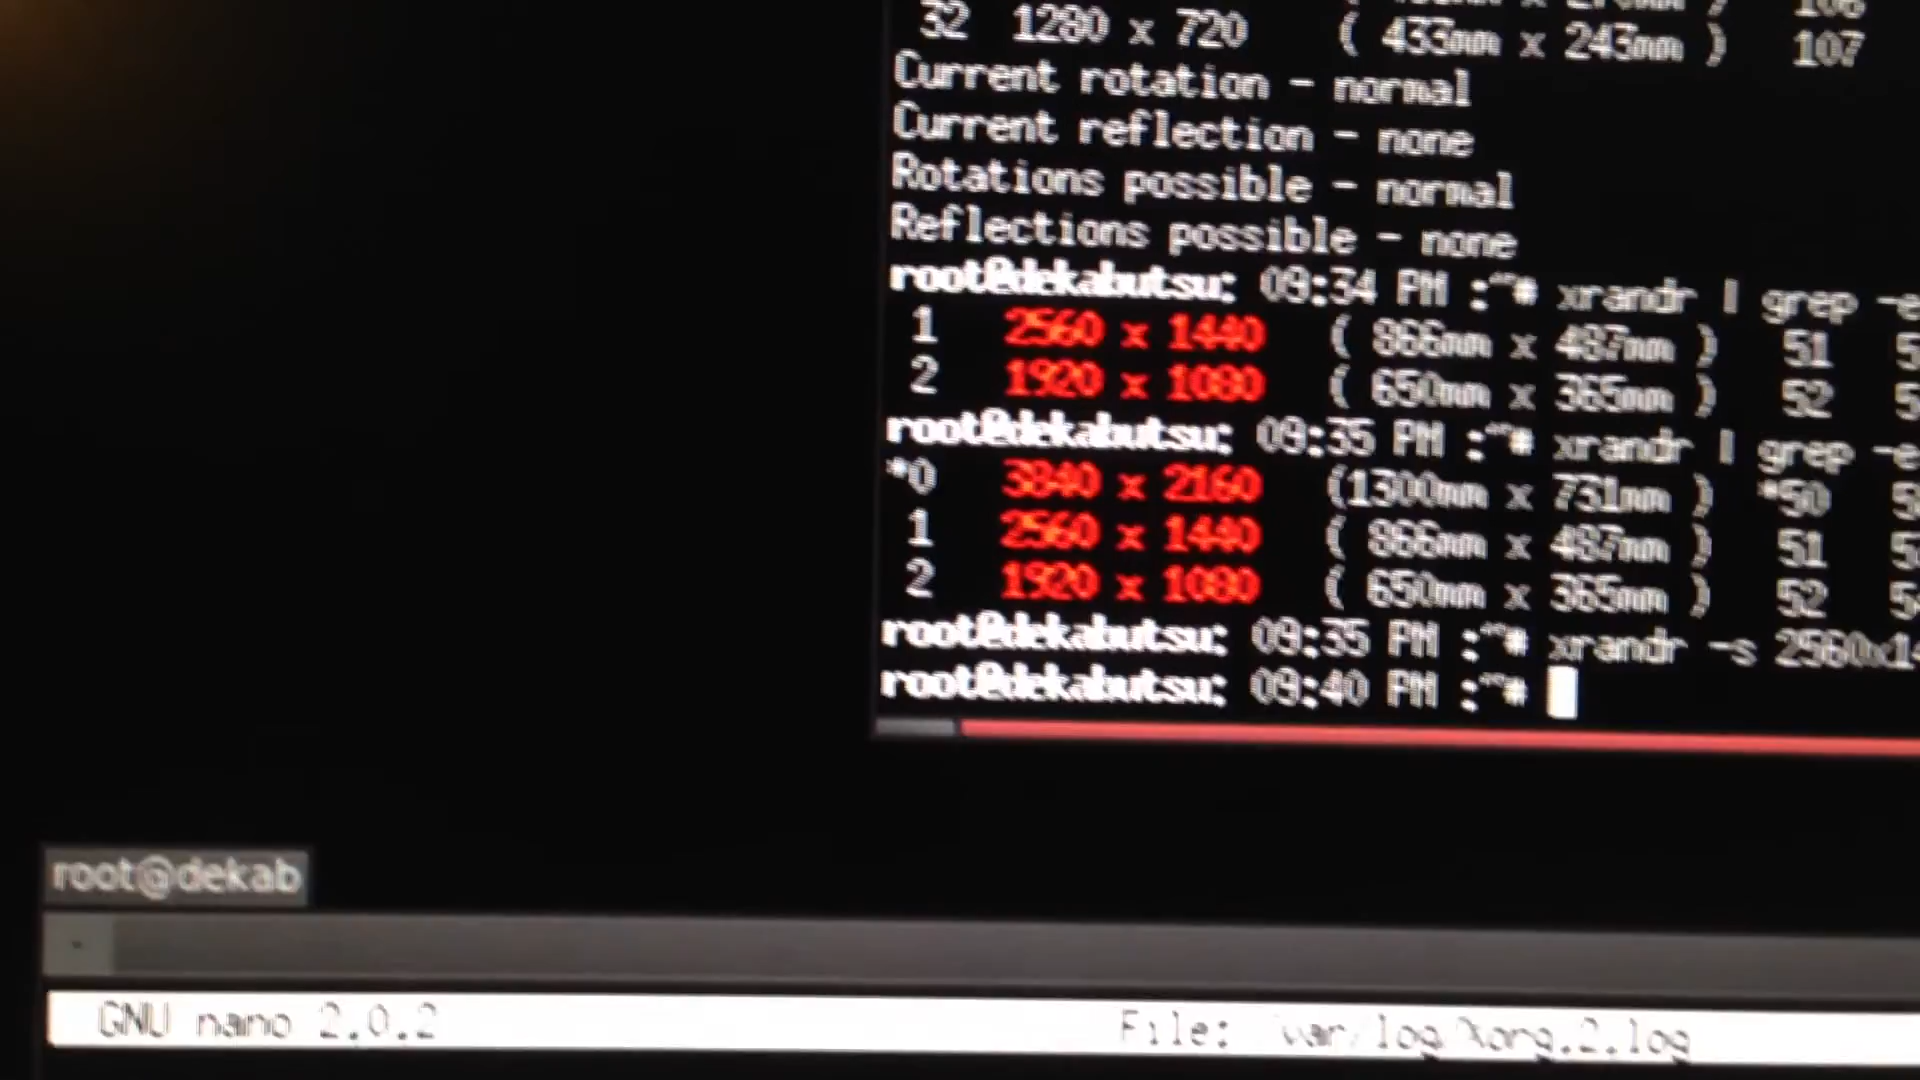 32 1280 x 720 ( 433mm x 243mm ) 107
Current rotation - normal
Current reflection - none
Rotations possible - normal
Reflections possible - none
root@dekabutsu: 09:34 PM :~# xrandr | grep -e
1 2560 x 1440 ( 866mm x 487mm ) 51
2 1920 x 1080 ( 650mm x 365mm ) 52
root@dekabutsu: 09:35 PM :~# xrandr | grep -e
*0 3840 x 2160 (1300mm x 731mm ) *50
1 2560 x 1440 ( 866mm x 487mm ) 51
2 1920 x 1080 ( 650mm x 365mm ) 52
root@dekabutsu: 09:35 PM :~# xrandr -s 2560x14
root@dekabutsu: 09:40 PM :~#
root@dekab
GNU nano 2.0.2 File: /var/log/Xorg.2.log